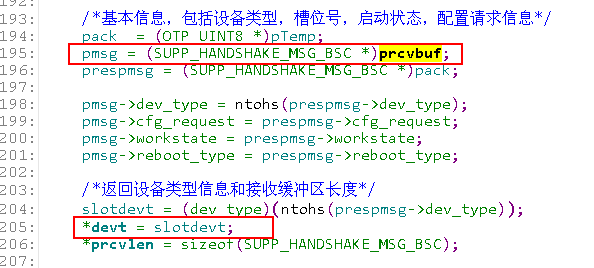 192:
193: /*基本信息，包括设备类型，槽位号，启动状态，配置请求信息*/
194: pack = (OTP_UINT8 *)pTemp;
195: pmsg = (SUPP_HANDSHAKE_MSG_BSC *)prcvbuf;
196: prespmsg = (SUPP_HANDSHAKE_MSG_BSC *)pack;
197:
198: pmsg->dev_type = ntohs(prespmsg->dev_type);
199: pmsg->cfg_request = prespmsg->cfg_request;
200: pmsg->workstate = prespmsg->workstate;
201: pmsg->reboot_type = prespmsg->reboot_type;
202:
203: /*返回设备类型信息和接收缓冲区长度*/
204: slotdevt = (dev_type)(ntohs(prespmsg->dev_type));
205: *devt = slotdevt;
206: *prcvlen = sizeof(SUPP_HANDSHAKE_MSG_BSC);